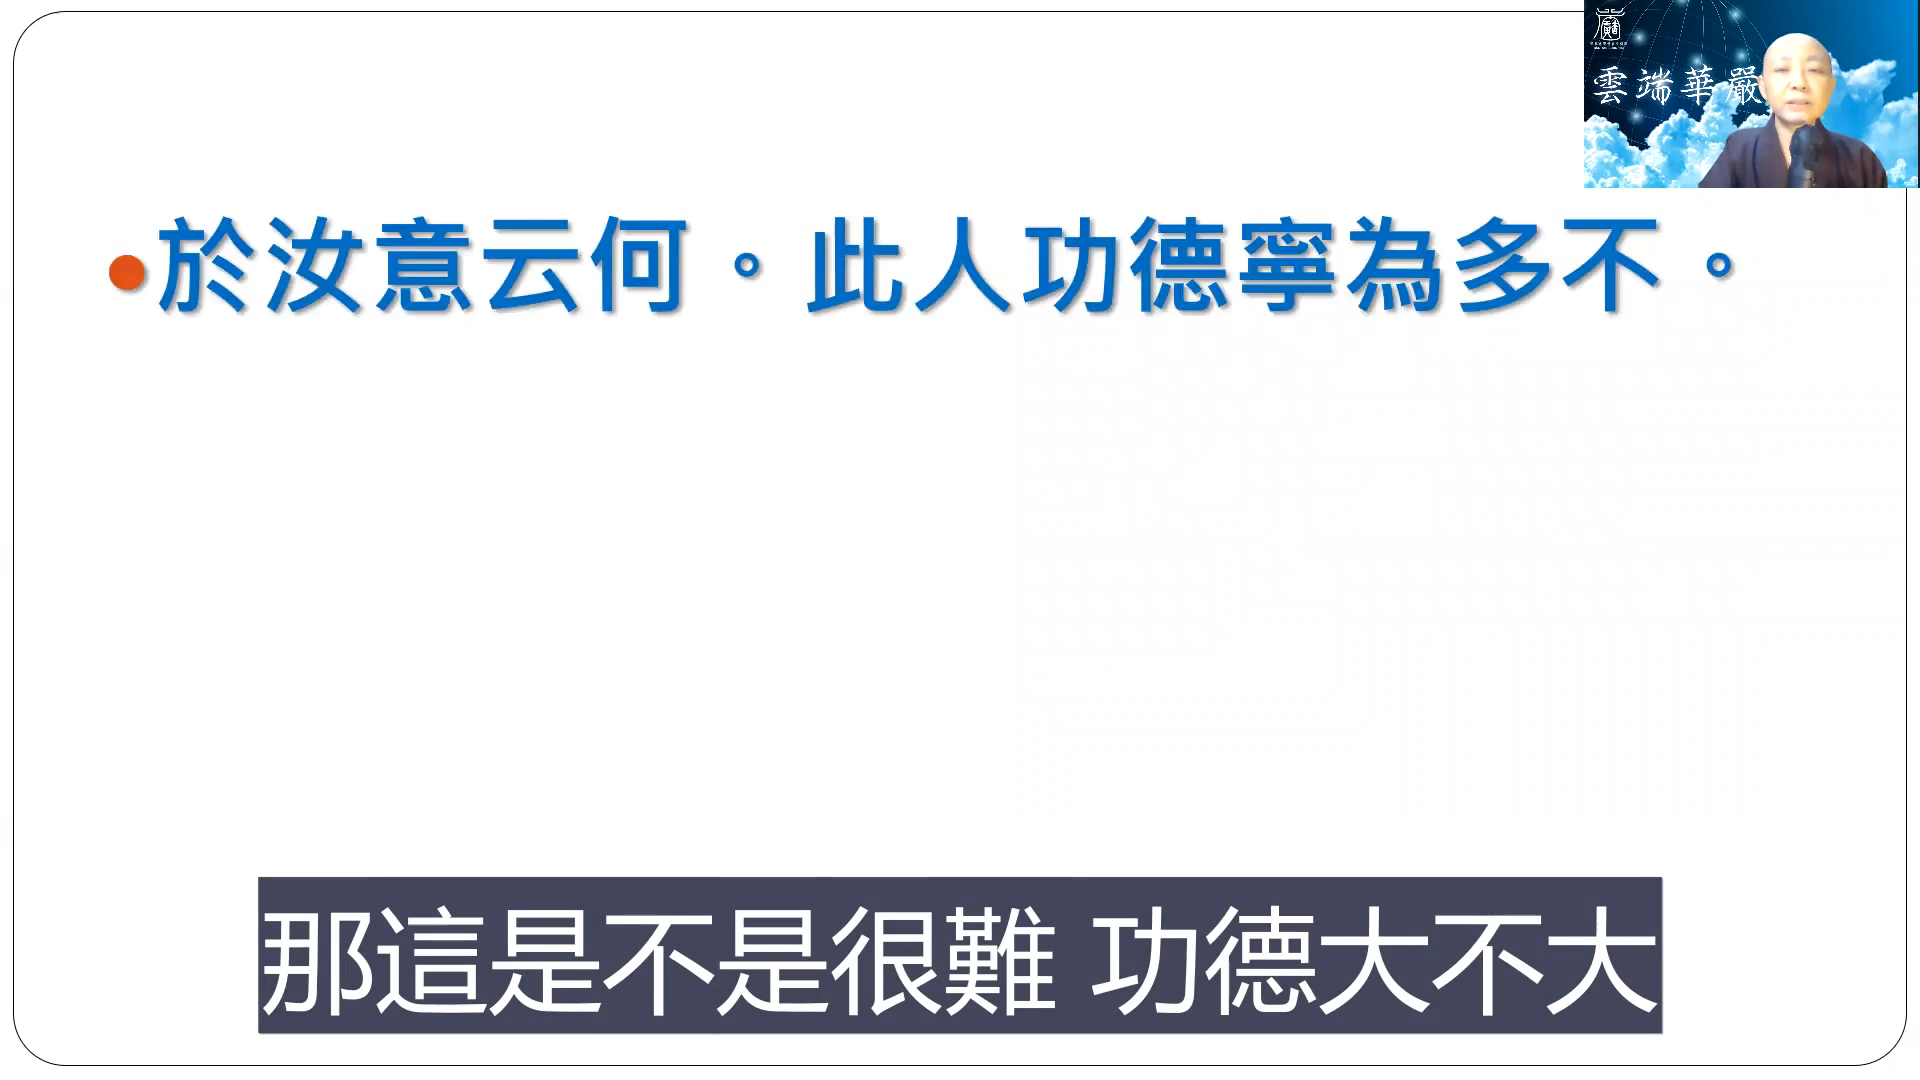 雲端華嚴
於汝意云何。此人功德寧為多不。
那這是不是很難 功德大不大